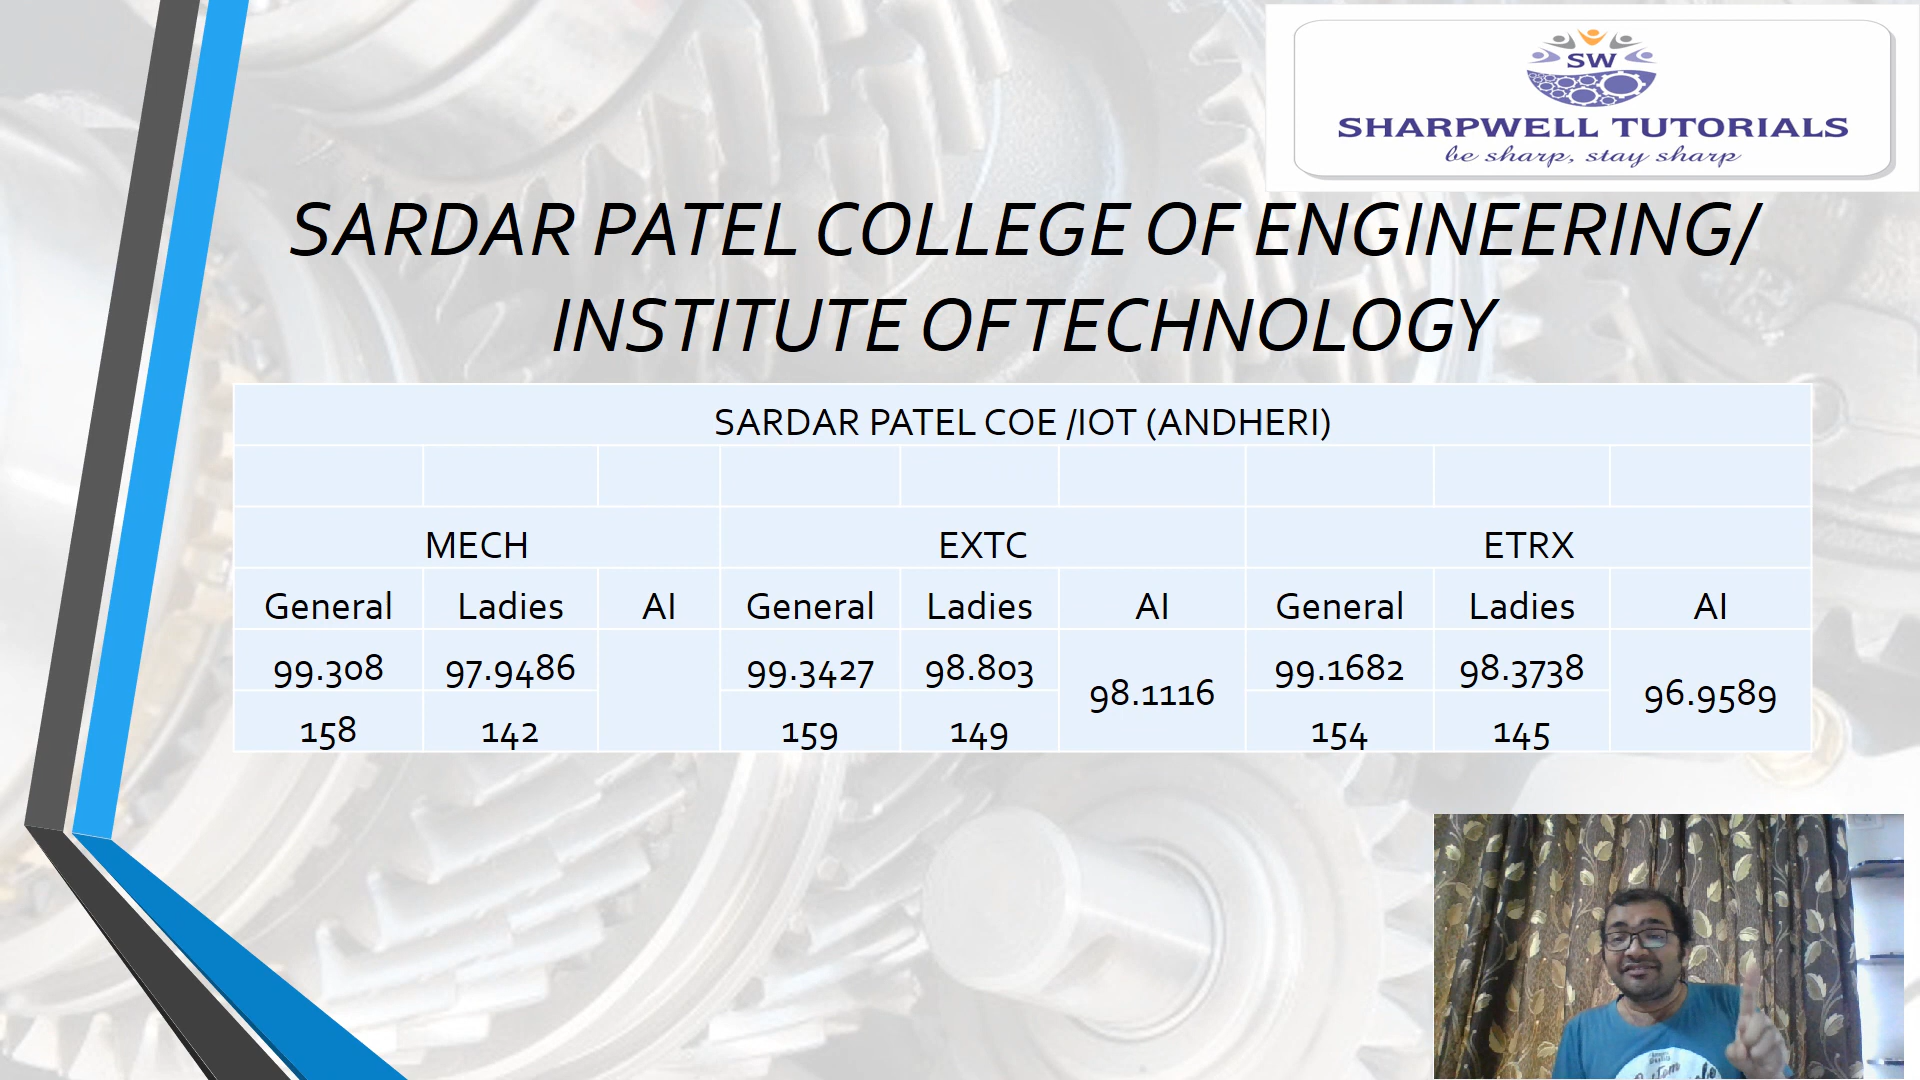 SW
SHARPWELL TUTORIALS
be sharp, stay sharp
SARDAR PATEL COLLEGE OF ENGINEERING/
INSTITUTE OF TECHNOLOGY
SARDAR PATEL COE /IOT (ANDHERI)
MECH EXTC ETRX
General Ladies AI General Ladies AI General Ladies AI
99.308 97.9486 99.3427 98.803 98.1116 99.1682 98.3738 96.9589
158 142 159 149 154 145